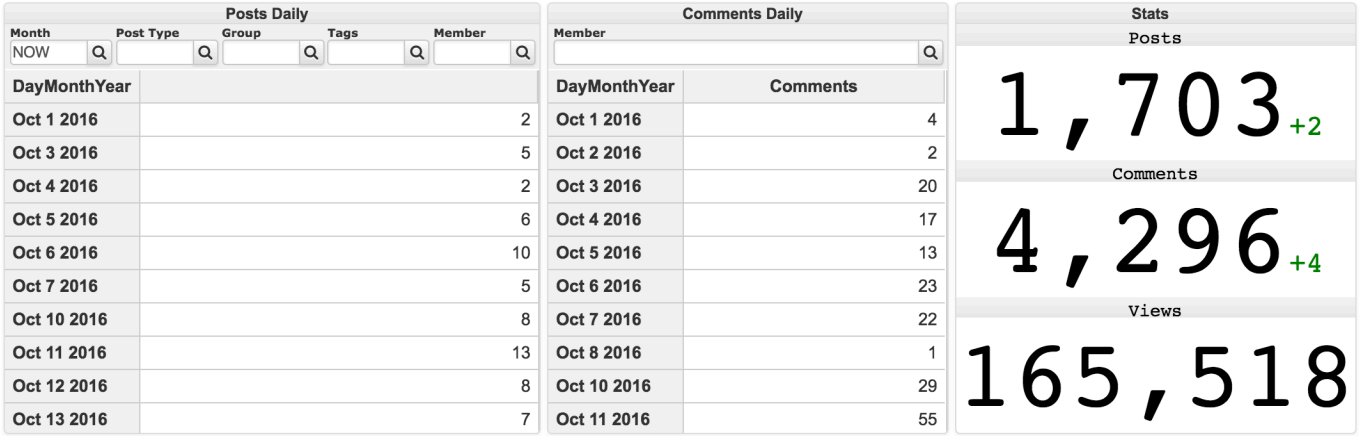 Posts Daily
Month Post Type Group Tags Member
NOW
DayMonthYear
Oct 1 2016 2
Oct 3 2016 5
Oct 4 2016 2
Oct 5 2016 6
Oct 6 2016 10
Oct 7 2016 5
Oct 10 2016 8
Oct 11 2016 13
Oct 12 2016 8
Oct 13 2016 7
Comments Daily
Member
DayMonthYear Comments
Oct 1 2016 4
Oct 2 2016 2
Oct 3 2016 20
Oct 4 2016 17
Oct 5 2016 13
Oct 6 2016 23
Oct 7 2016 22
Oct 8 2016 1
Oct 10 2016 29
Oct 11 2016 55
Stats
Posts
1,703 +2
Comments
4,296 +4
Views
165,518